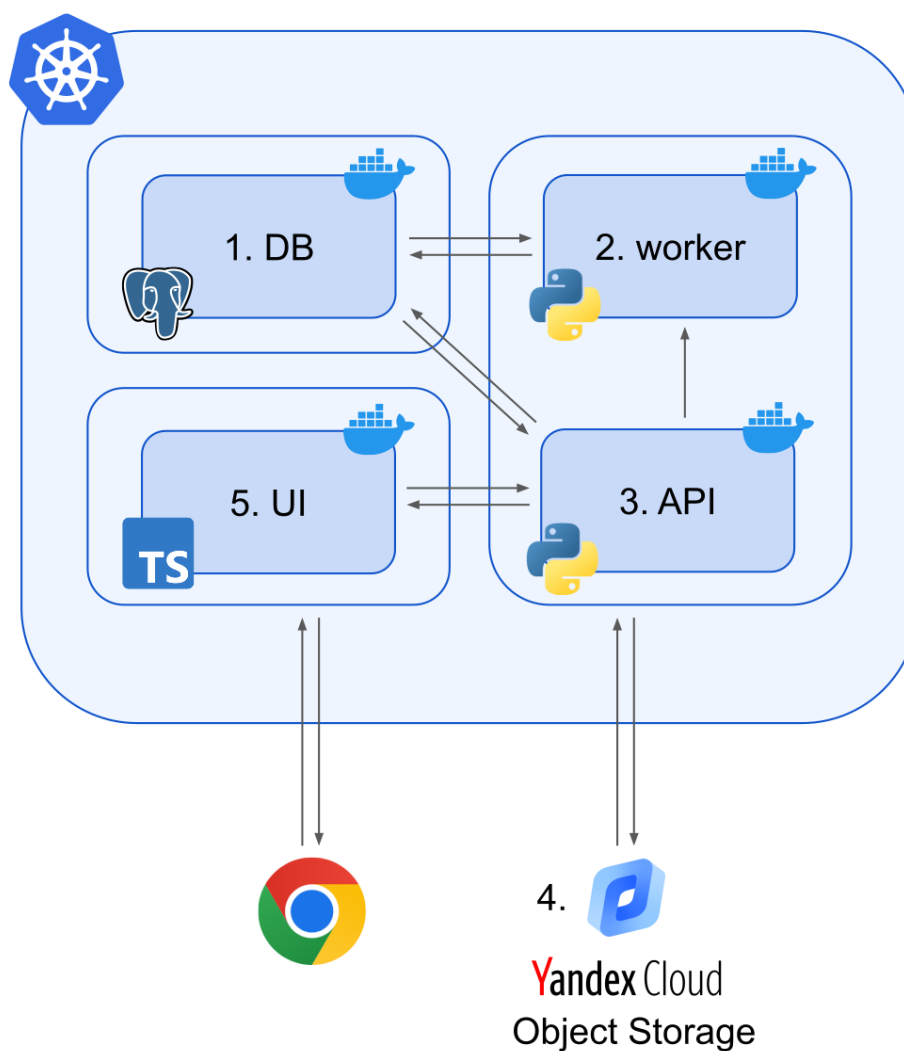 1. DB
2. worker
5. UI
3. API
TS
4.
Yandex Cloud
Object Storage